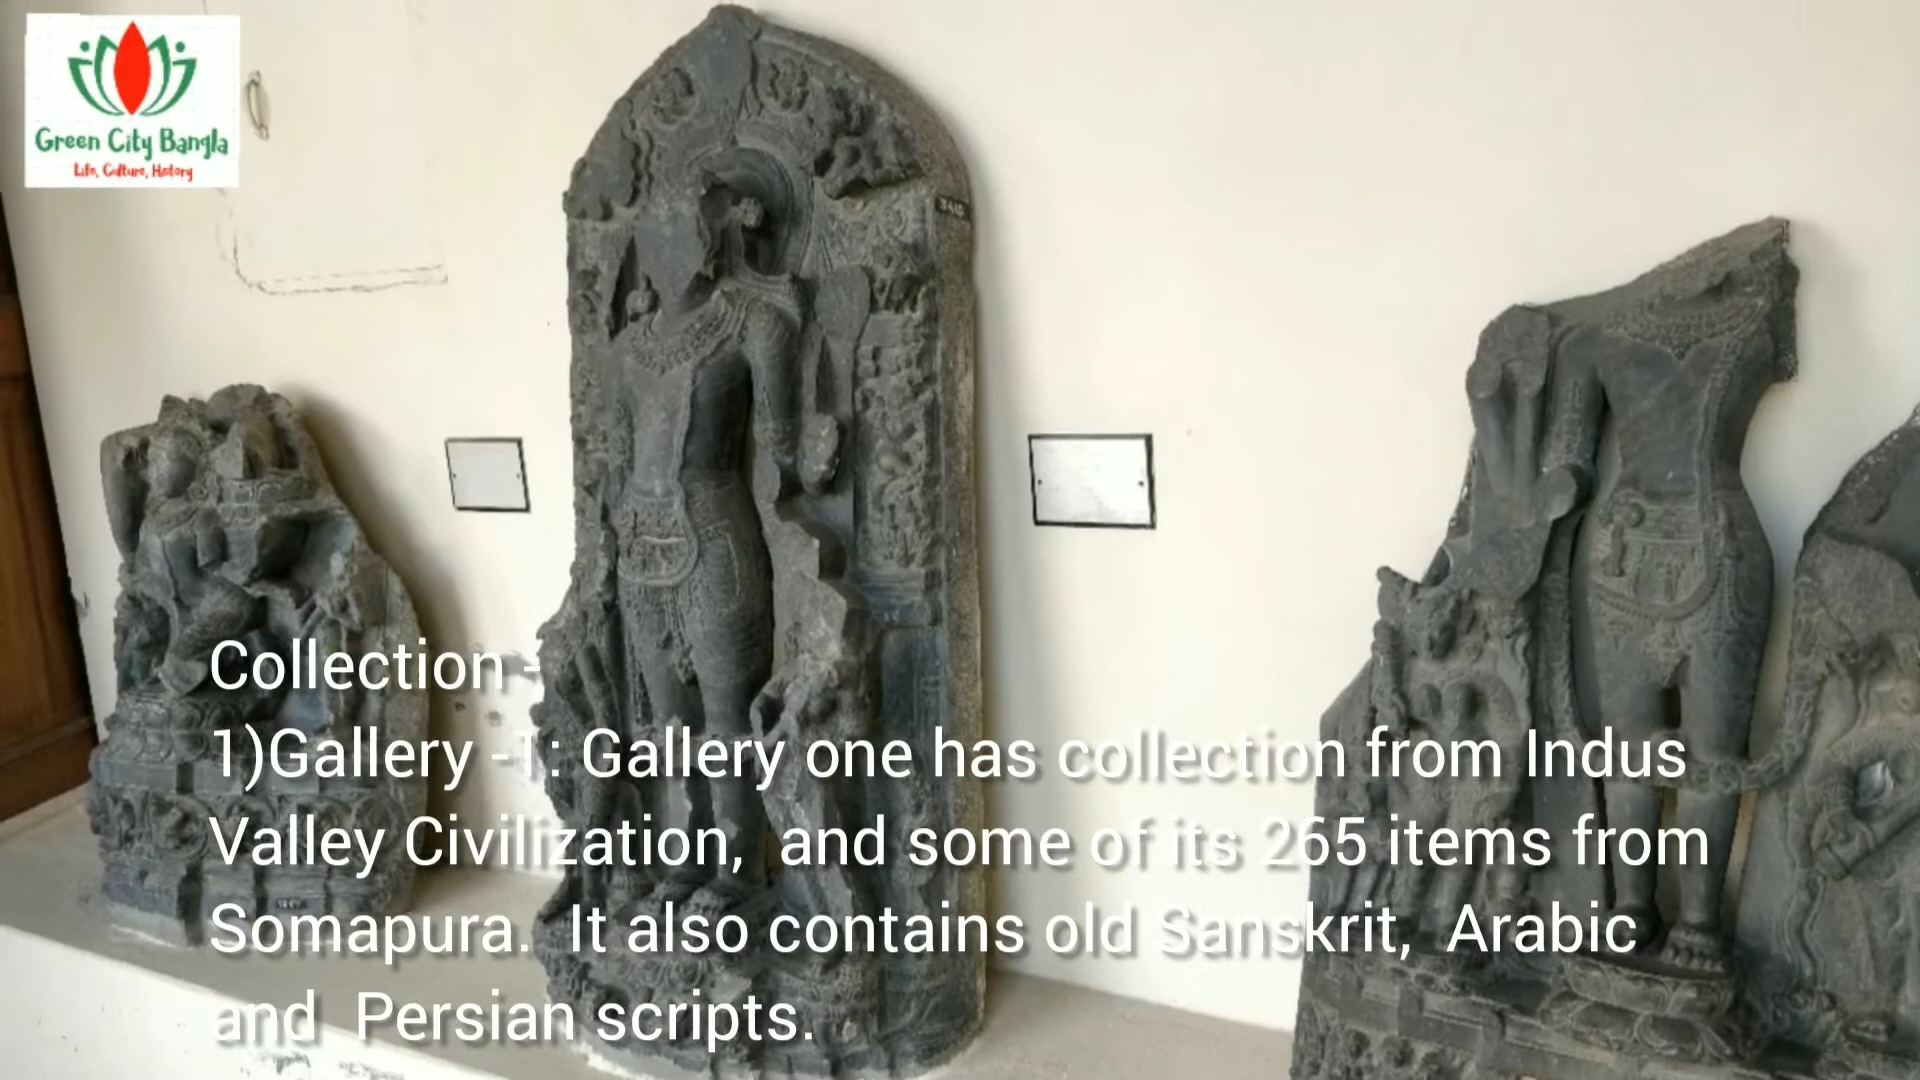 Green City Bangla
Life, Culture, History
Collection -
1)Gallery -1: Gallery one has collection from Indus
Valley Civilization, and some of its 265 items from
Somapura. It also contains old Sanskrit, Arabic
and Persian scripts.